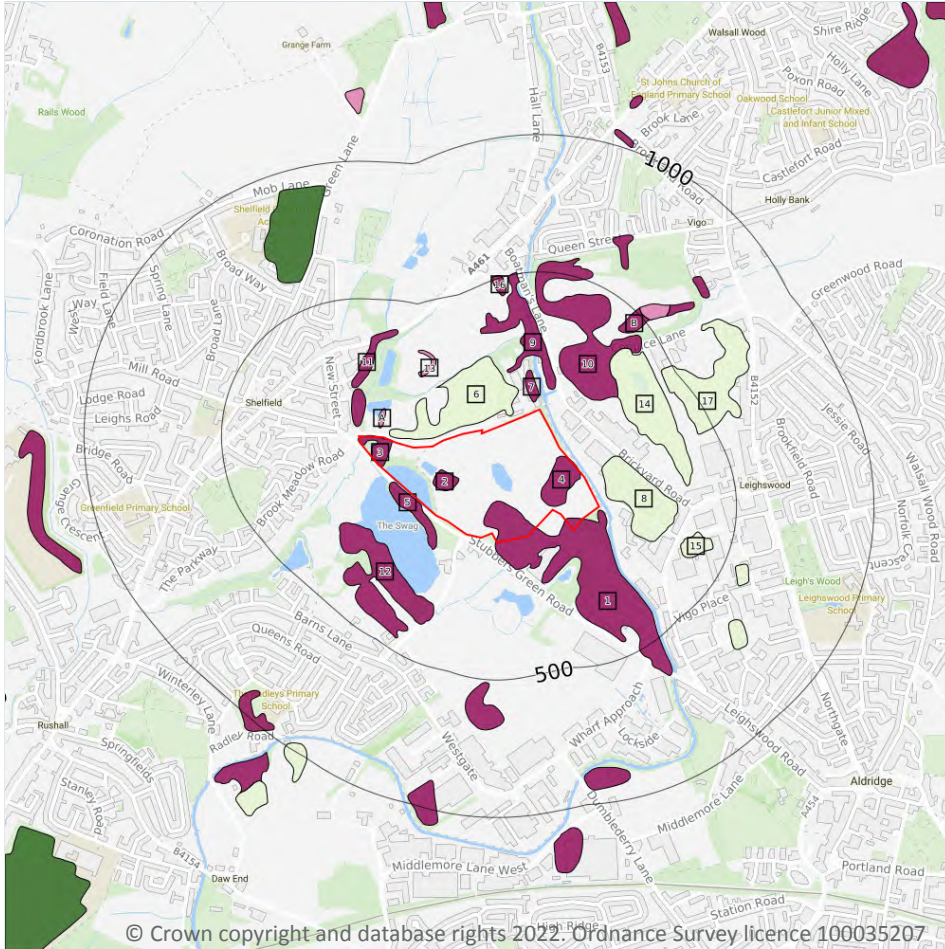 Walsall Wood
Shire Ridge
Grange Farm
B4153
Holly Lane
Poxon Road
St Johns Church of
England Primary School
Oakwood School
Castlefort Junior Mixed
and Infant School
Rails Wood
Hall Lane
Brook Lane
Green Lane
Castlefort Road
1000
Mob Lane
Holly Bank
Coronation Road
Vigo
Queen Street
Broad Way
A461
Boatman's Lane
Greenwood Road
Fordbrook Lane
Field Lane
Spring Lane
Broad Lane
16
B
9
11
13
10
Mill Road
New Street
7
6
14
17
B4152
Lodge Road
Leighs Road
Shelfield
A
Jessie Road
Brookfield Road
Bridge Road
3
Brook Meadow Road
Brickyard Road
Walsall Wood Road
2
4
Leighswood
Greenfield Primary School
5
8
Grange Crescent
The Swag
Norfolk Crescent
The Parkway
Stubbers Green Road
15
12
Leigh's Wood
Leighswood Primary
School
1
Vigo Place
Barns Lane
Queens Road
500
Winterley Lane
Primary
School
Northgate
Rushall
Radley Road
Wharf Approach
Lockside
Leighswood Road
Springfields
Westgate
Stanley Road
Aldridge
Dumblederry Lane
Middlemore Lane
A454
B4154
Middlemore Lane West
Portland Road
Daw End
Station Road
High Ridge
© Crown copyright and database rights 2022. Ordnance Survey licence 100035207